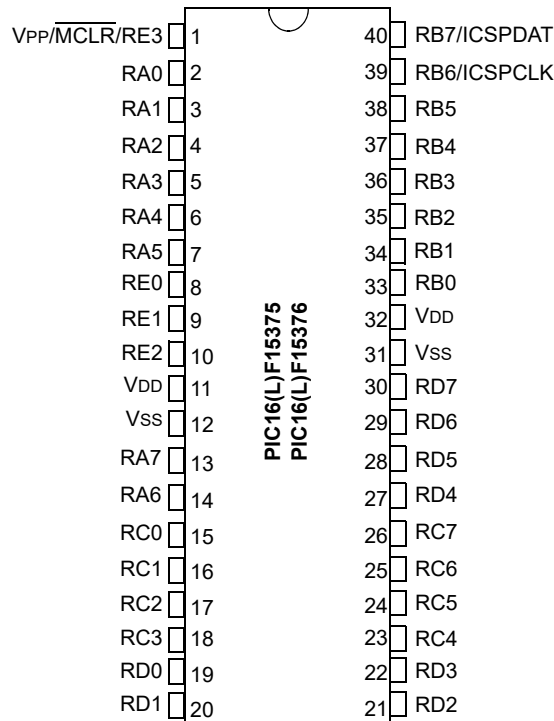 VPP/MCLR/RE3 1 40 RB7/ICSPDAT
RA0 2 39 RB6/ICSPCLK
RA1 3 38 RB5
RA2 4 37 RB4
RA3 5 36 RB3
RA4 6 35 RB2
RA5 7 34 RB1
RE0 8 33 RB0
RE1 9 32 VDD
RE2 10 31 VSS
VDD 11 30 RD7
VSS 12 29 RD6
RA7 13 28 RD5
RA6 14 27 RD4
RC0 15 26 RC7
RC1 16 25 RC6
RC2 17 24 RC5
RC3 18 23 RC4
RD0 19 22 RD3
RD1 20 21 RD2
PIC16(L)F15375
PIC16(L)F15376